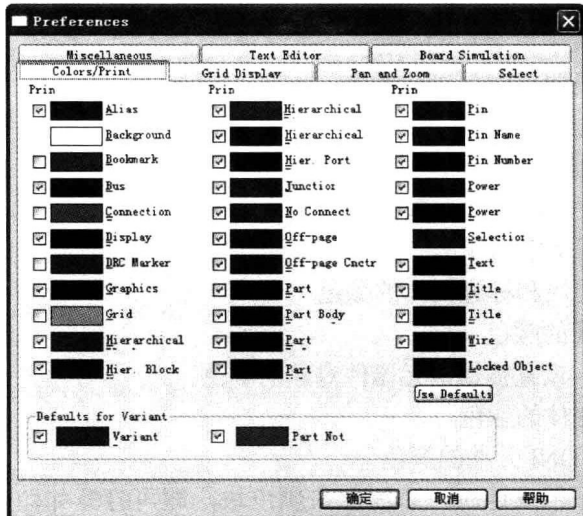 Preferences
Miscellaneous Text Editor Board Simulation
Colors/Print Grid Display Pan and Zoom Select
Prin Prin Prin
Alias Hierarchical Pin
Background Hierarchical Pin Name
Bookmark Hier. Port Pin Number
Bus Junction Power
Connection No Connect Power
Display Off-page Selection
DRC Marker Off-page Cnctr Text
Graphics Part Title
Grid Part Body Title
Hierarchical Part Wire
Hier. Block Part Locked Object
Use Defaults
Defaults for Variant
Variant Part Not
确定 取消 帮助